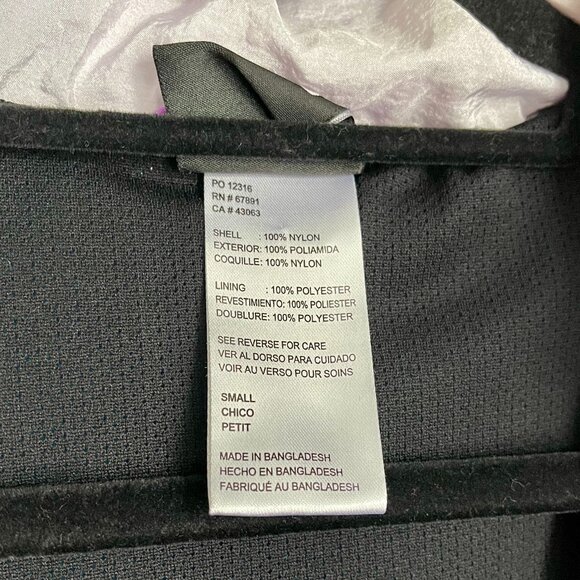 PO 12316
RN # 67891
CA # 43063
SHELL : 100% NYLON
EXTERIOR: 100% POLIAMIDA
COQUILLE: 100% NYLON
LINING : 100% POLYESTER
REVESTIMIENTO: 100% POLIESTER
DOUBLURE: 100% POLYESTER
SEE REVERSE FOR CARE
VER AL DORSO PARA CUIDADO
VOIR AU VERSO POUR SOINS
SMALL
CHICO
PETIT
MADE IN BANGLADESH
HECHO EN BANGLADESH
FABRIQUÉ AU BANGLADESH